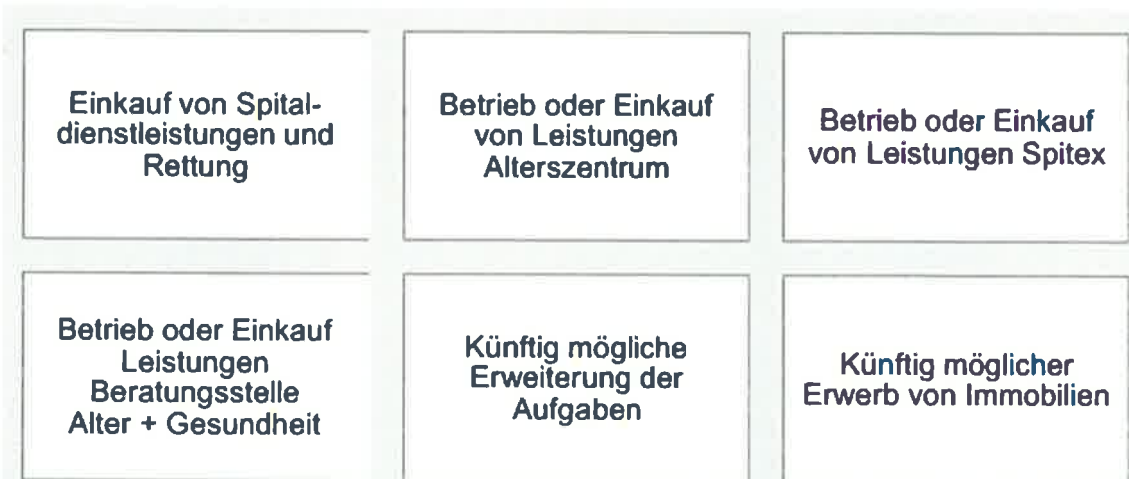 Einkauf von Spital-
dienstleistungen und
Rettung
Betrieb oder Einkauf
von Leistungen
Alterszentrum
Betrieb oder Einkauf
von Leistungen Spitex
Betrieb oder Einkauf
Leistungen
Beratungsstelle
Alter + Gesundheit
Künftig mögliche
Erweiterung der
Aufgaben
Künftig möglicher
Erwerb von Immobilien